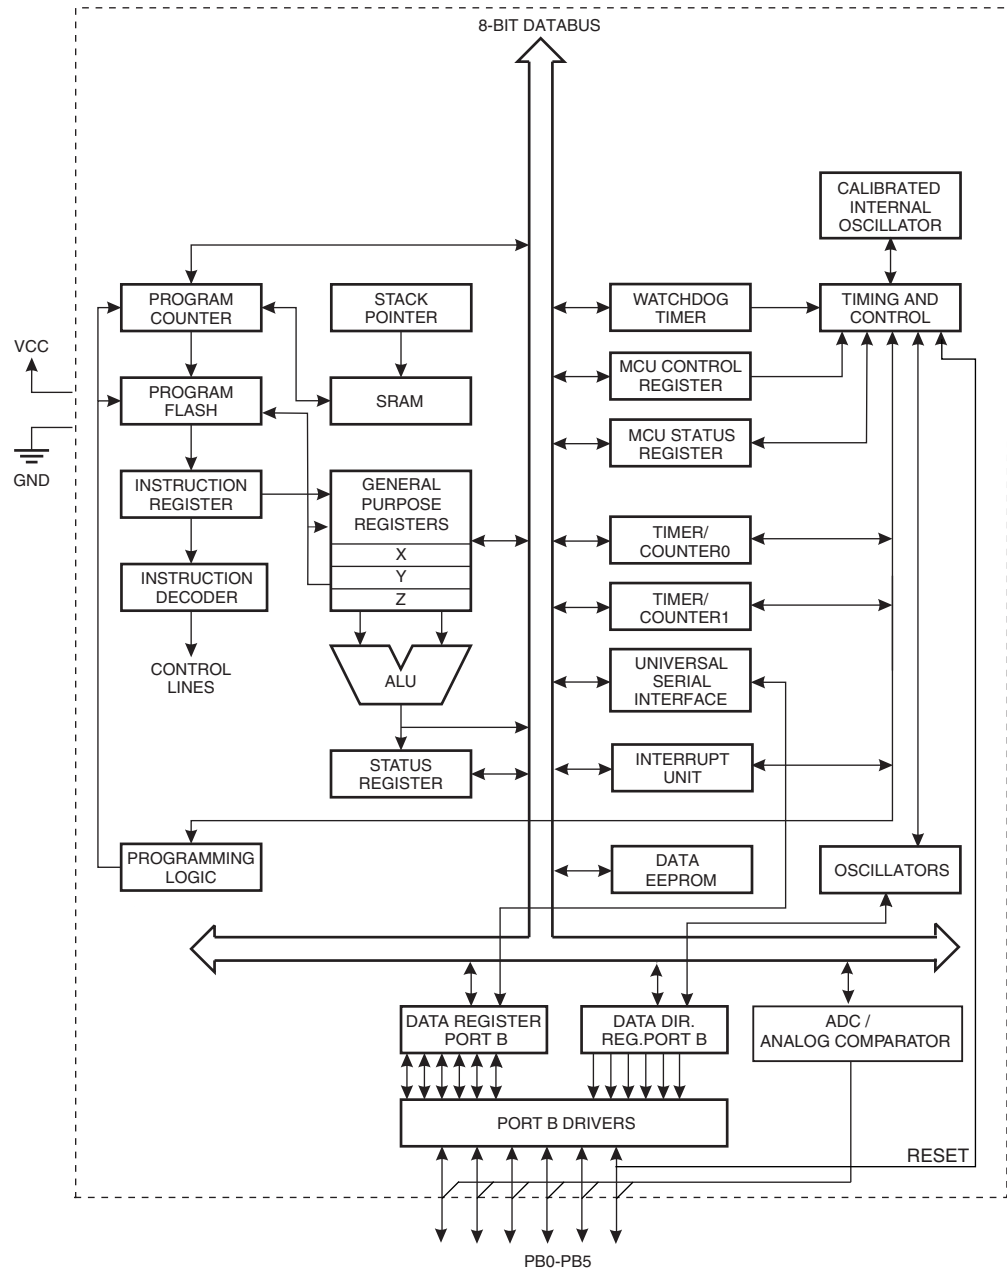 8-BIT DATABUS
CALIBRATED
INTERNAL
OSCILLATOR
PROGRAM
COUNTER
STACK
POINTER
WATCHDOG
TIMER
TIMING AND
CONTROL
VCC
MCU CONTROL
REGISTER
PROGRAM
FLASH
SRAM
MCU STATUS
REGISTER
GND
INSTRUCTION
REGISTER
GENERAL
PURPOSE
REGISTERS
X
Y
Z
TIMER/
COUNTER0
INSTRUCTION
DECODER
TIMER/
COUNTER1
CONTROL
LINES
ALU
UNIVERSAL
SERIAL
INTERFACE
STATUS
REGISTER
INTERRUPT
UNIT
PROGRAMMING
LOGIC
DATA
EEPROM
OSCILLATORS
DATA REGISTER
PORT B
DATA DIR.
REG.PORT B
ADC /
ANALOG COMPARATOR
PORT B DRIVERS
RESET
PB0-PB5